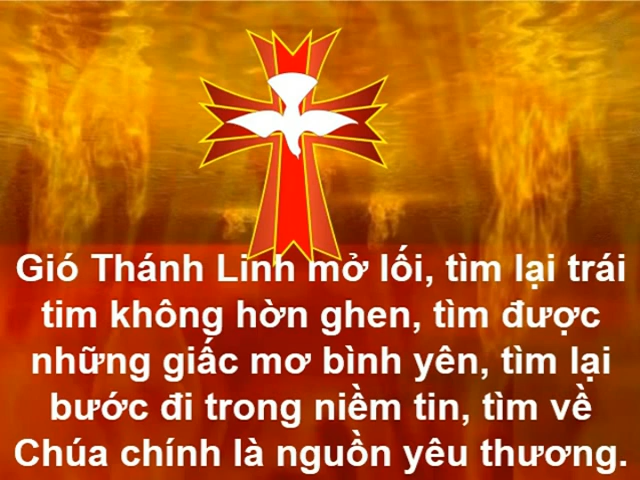 Gió Thánh Linh mở lối, tìm lại trái
tim không hờn ghen, tìm được
những giấc mơ bình yên, tìm lại
bước đi trong niềm tin, tìm về
Chúa chính là nguồn yêu thương.